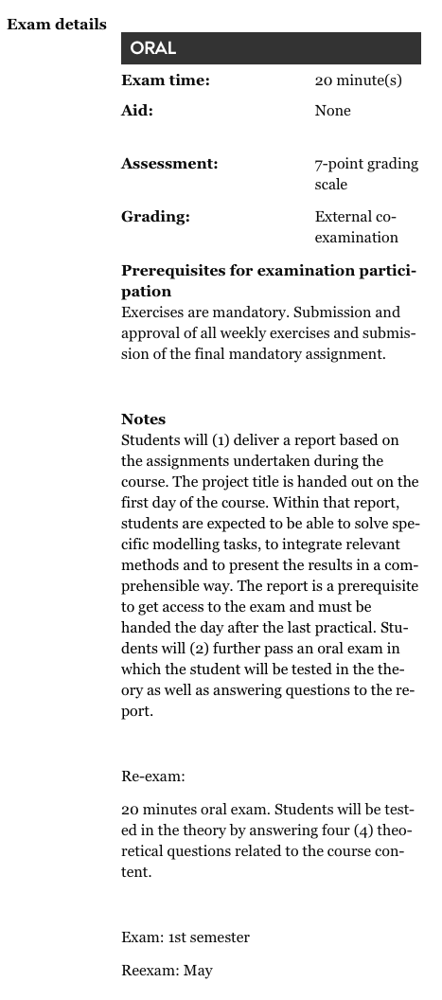 Exam details
ORAL
Exam time: 20 minute(s)
Aid: None
Assessment: 7-point grading
scale
Grading: External co-
examination
Prerequisites for examination partici-
pation
Exercises are mandatory. Submission and
approval of all weekly exercises and submis-
sion of the final mandatory assignment.
Notes
Students will (1) deliver a report based on
the assignments undertaken during the
course. The project title is handed out on the
first day of the course. Within that report,
students are expected to be able to solve spe-
cific modelling tasks, to integrate relevant
methods and to present the results in a com-
prehensible way. The report is a prerequisite
to get access to the exam and must be
handed the day after the last practical. Stu-
dents will (2) further pass an oral exam in
which the student will be tested in the the-
ory as well as answering questions to the re-
port.
Re-exam:
20 minutes oral exam. Students will be test-
ed in the theory by answering four (4) theo-
retical questions related to the course con-
tent.
Exam: 1st semester
Reexam: May